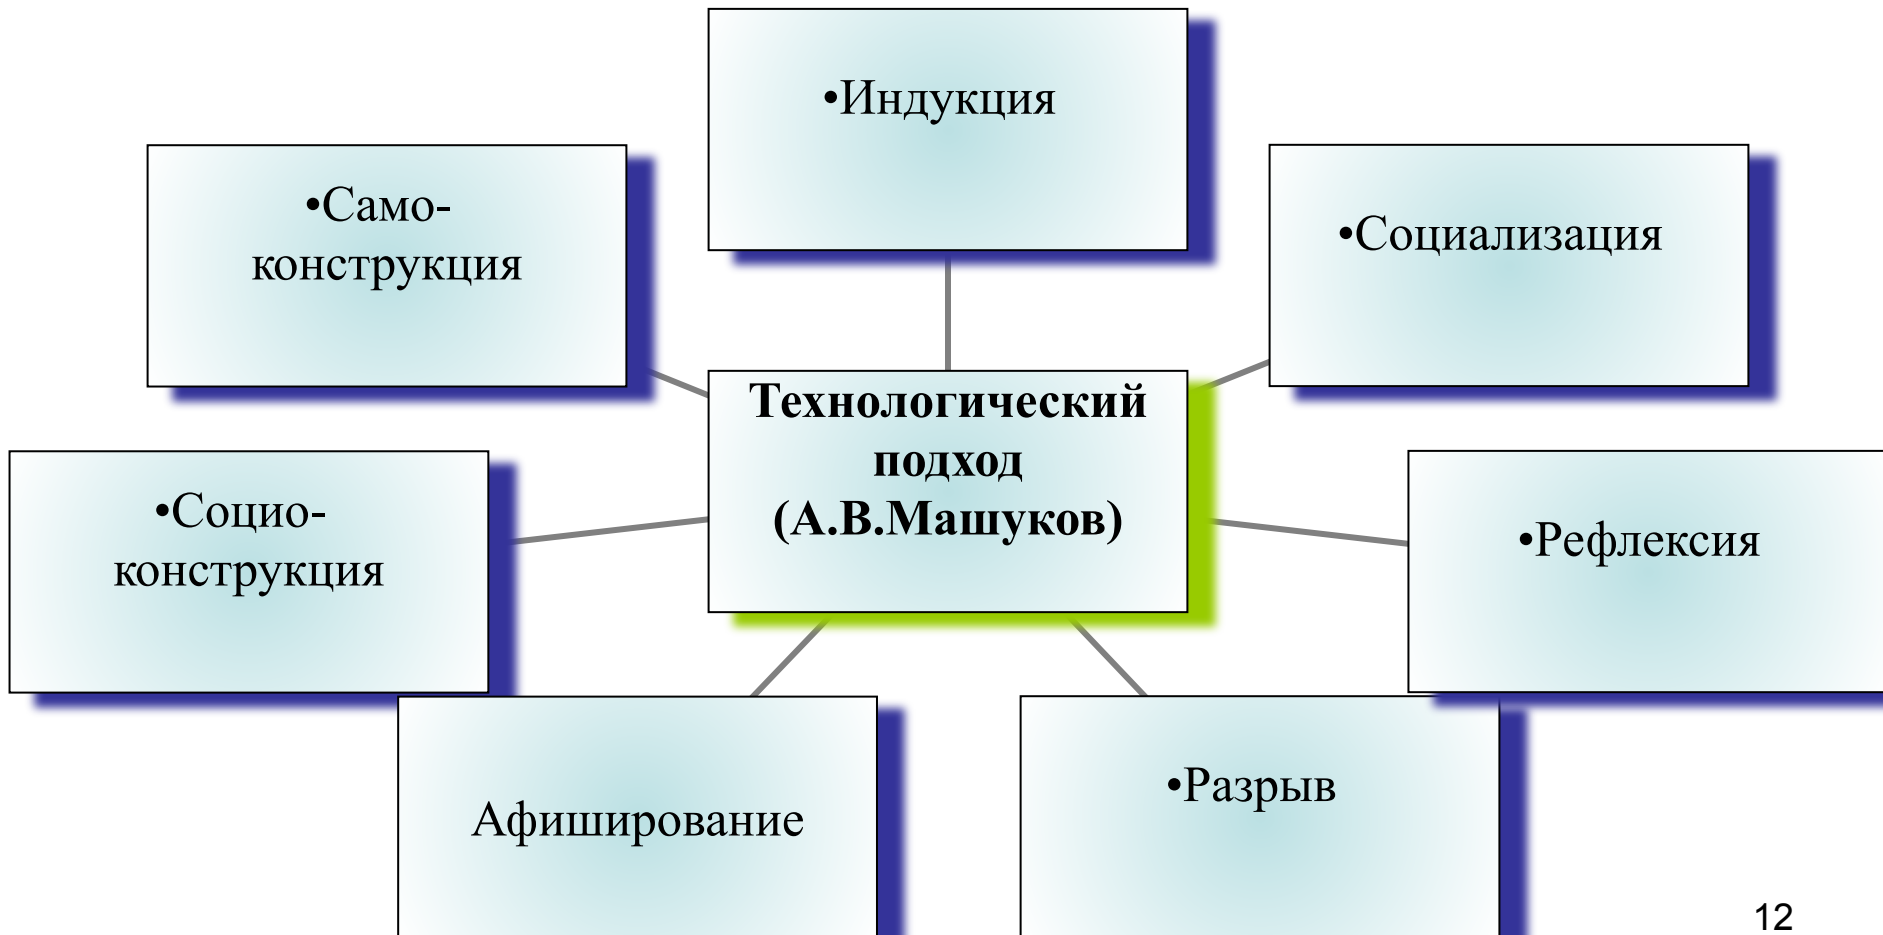 •Индукция
•Само-
конструкция
•Социализация
Технологический
подход
(А.В.Машуков)
•Социо-
конструкция
•Рефлексия
Афиширование
•Разрыв
12